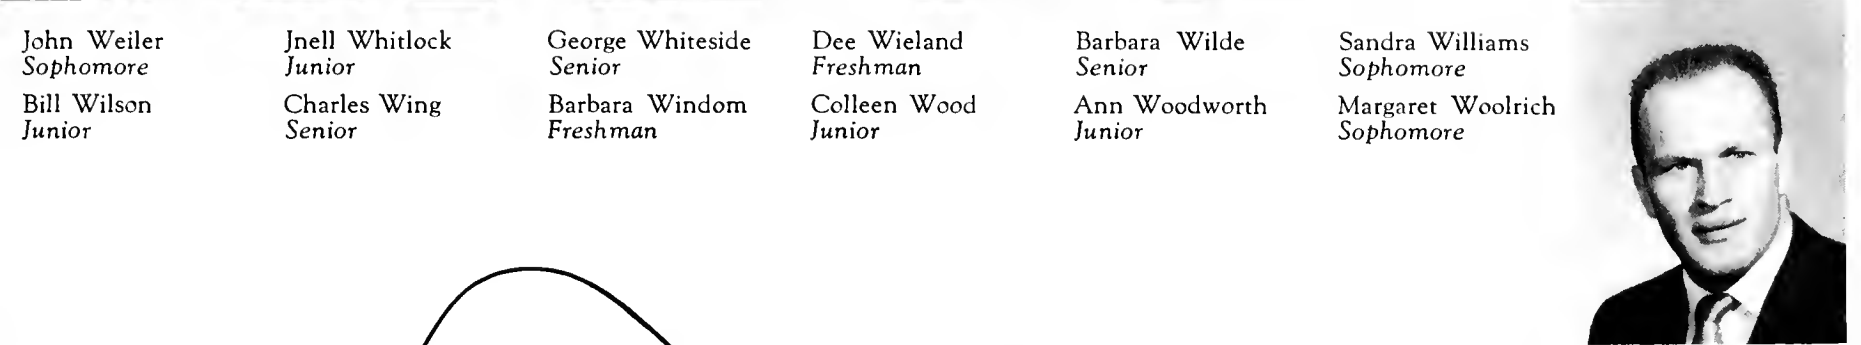 John Weiler
Sophomore
Bill Wilson
Junior
Jnell Whitlock
Junior
Charles Wing
Senior
George Whiteside
Senior
Barbara Windom
Freshman
Dee Wieland
Freshman
Colleen Wood
Junior
Barbara Wilde
Senior
Ann Woodworth
Junior
Sandra Williams
Sophomore
Margaret Woolrich
Sophomore